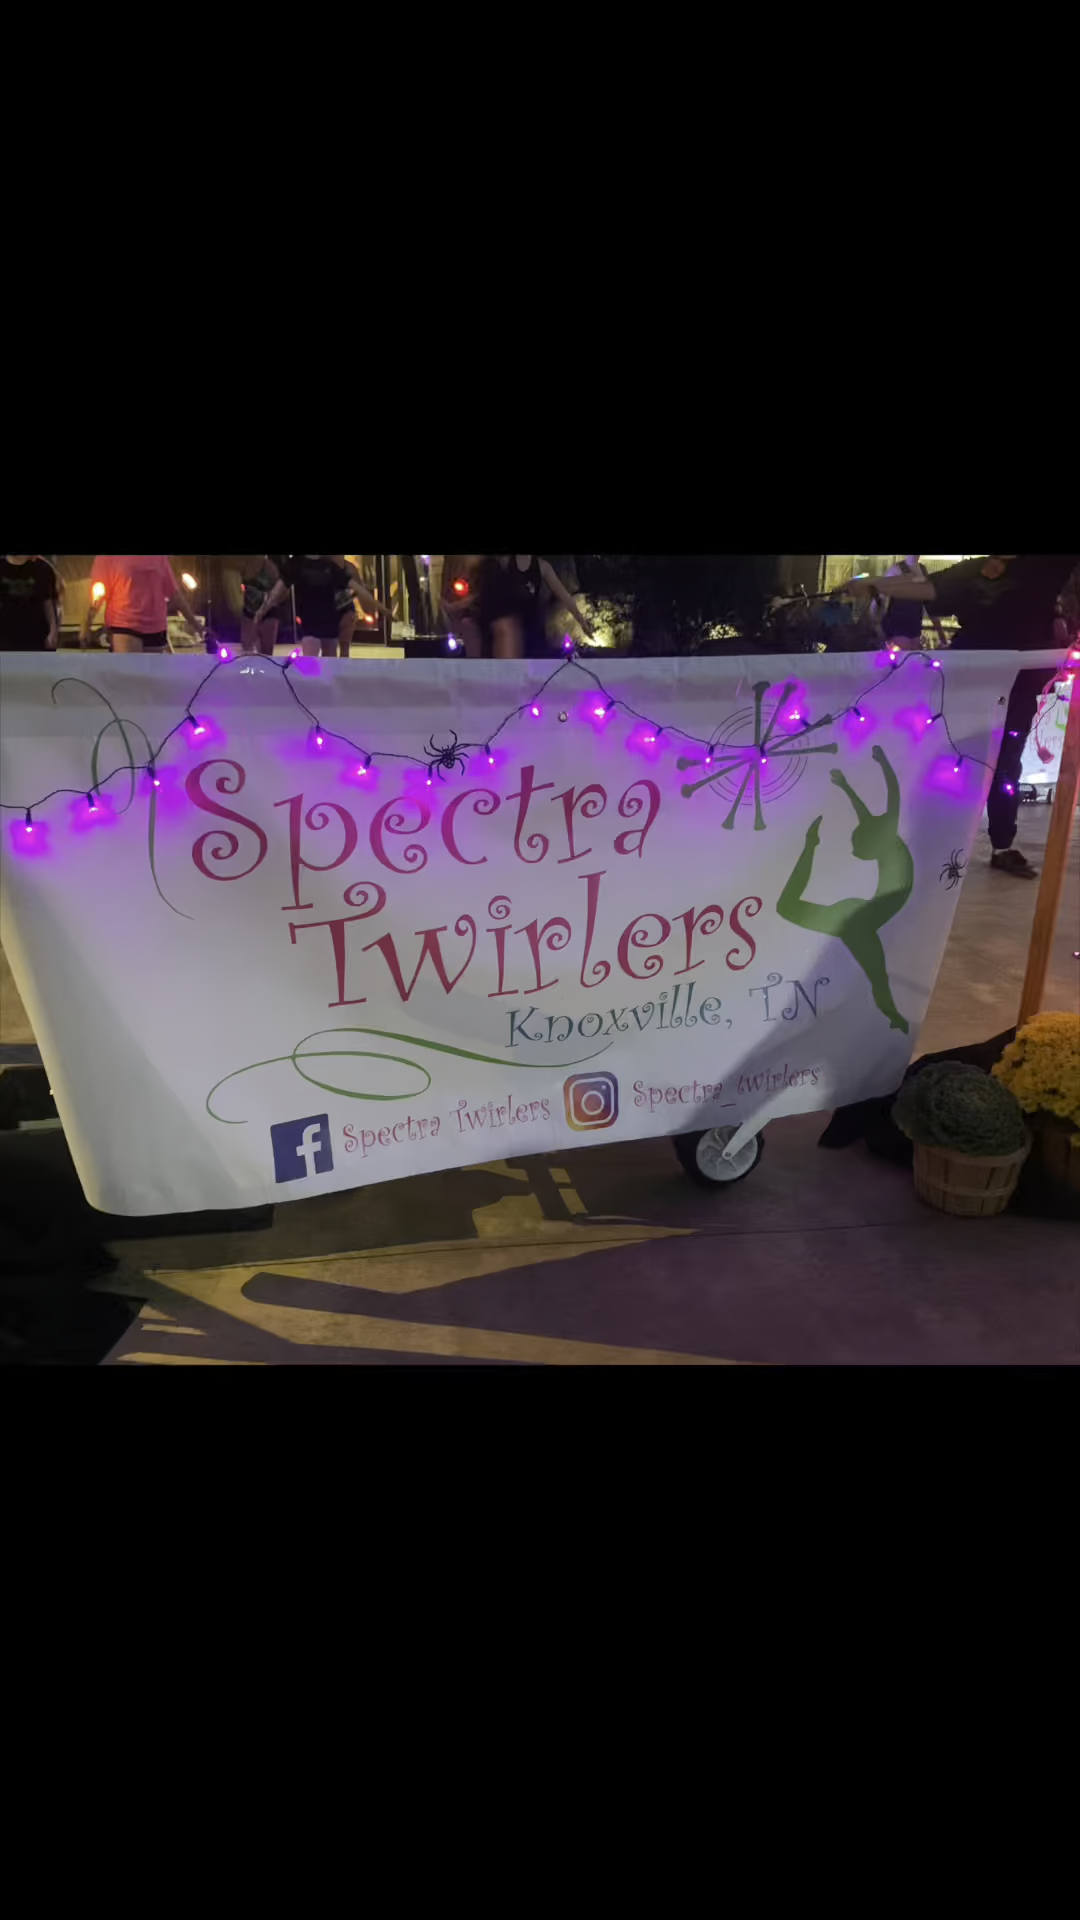 Spectra
Twirlers
Knoxville, TN
Spectra Twirlers
Spectra_twirlers